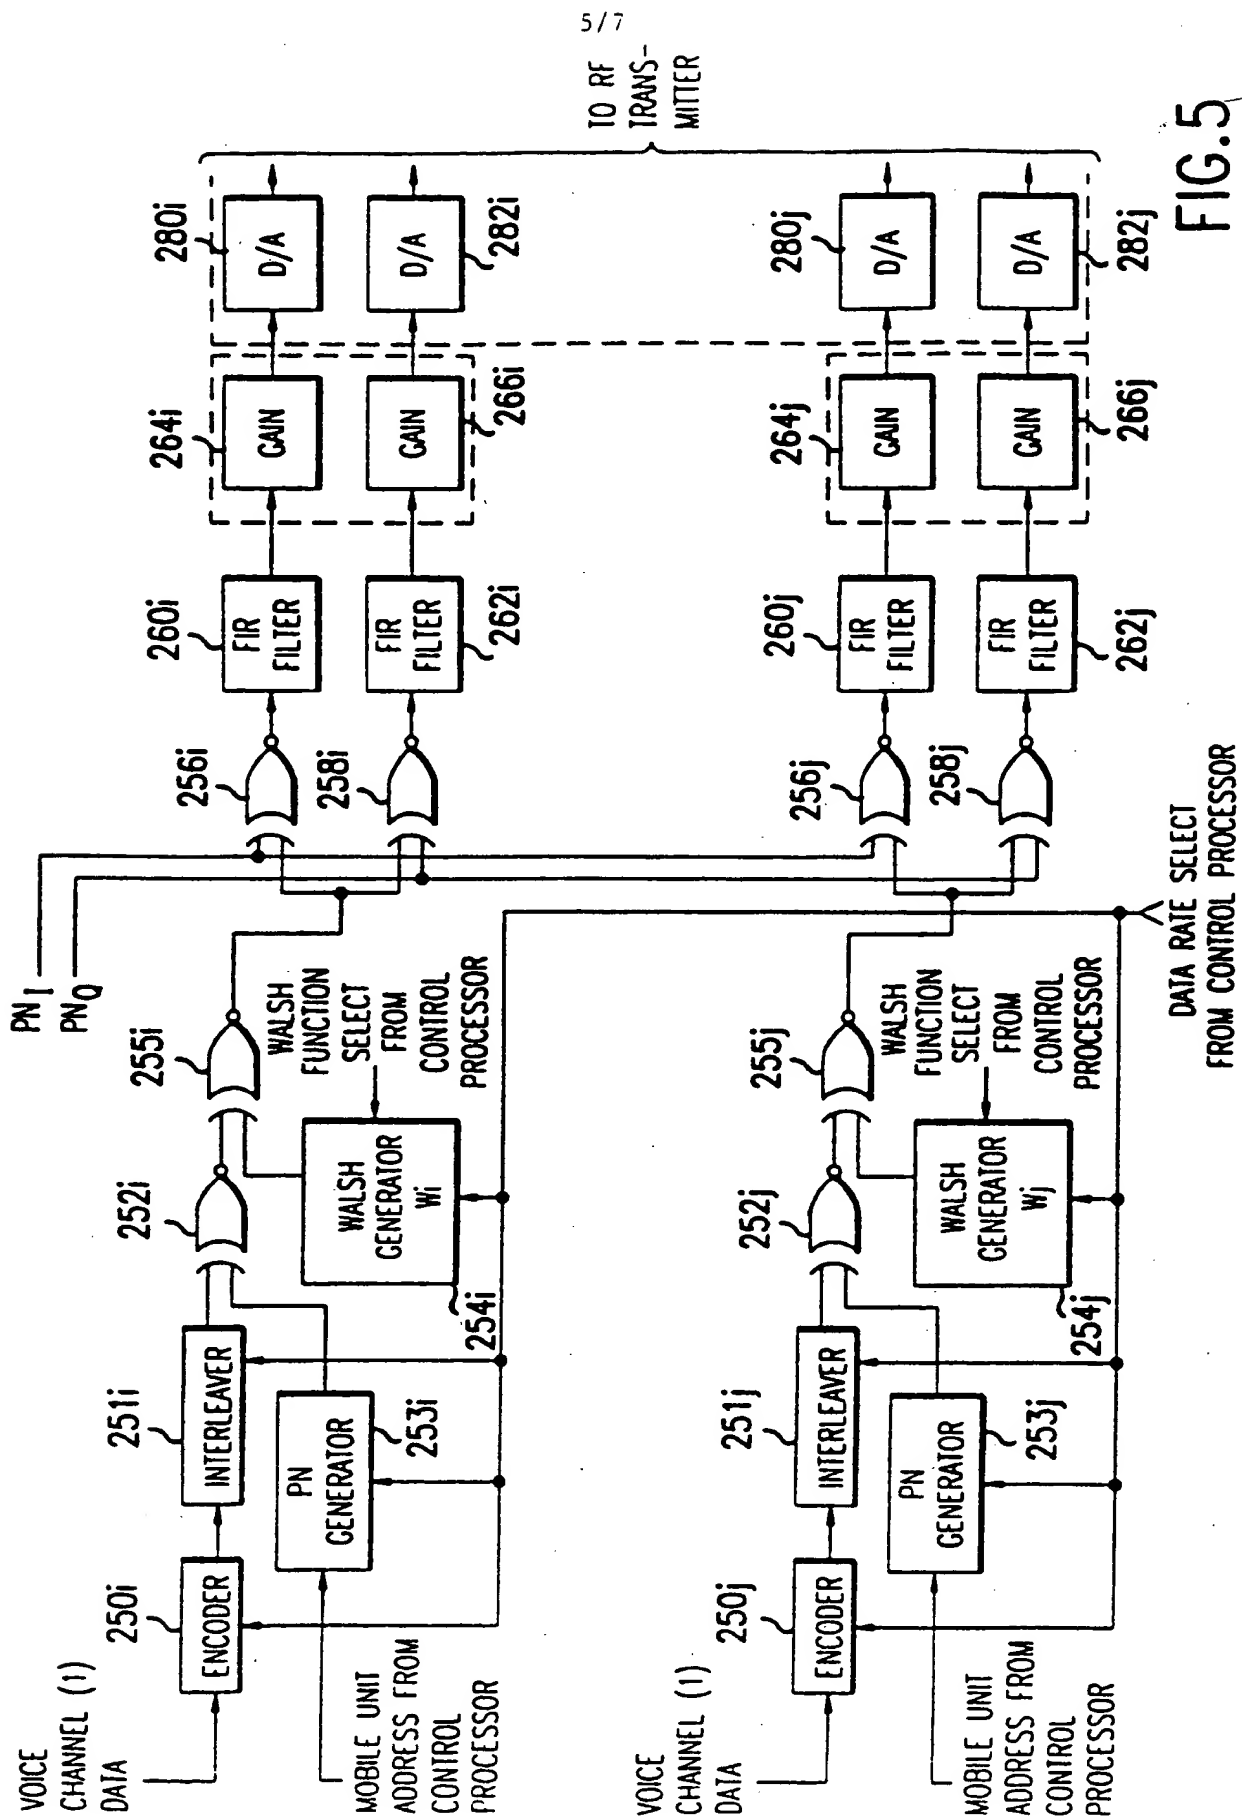 5/7
VOICE
CHANNEL (1)
DATA
MOBILE UNIT
ADDRESS FROM
CONTROL
PROCESSOR
250i
ENCODER
251i
INTERLEAVER
PN
GENERATOR
253i
252i
WALSH
GENERATOR
Wi
254i
255i
WALSH
FUNCTION
SELECT
FROM
CONTROL
PROCESSOR
PNI
PNQ
256i
258i
260i
FIR
FILTER
FIR
FILTER
262i
264i
GAIN
GAIN
266i
280i
D/A
D/A
282i
TO RF
TRANS-
MITTER
VOICE
CHANNEL (1)
DATA
MOBILE UNIT
ADDRESS FROM
CONTROL
PROCESSOR
250j
ENCODER
251j
INTERLEAVER
PN
GENERATOR
253j
252j
WALSH
GENERATOR
Wj
254j
255j
WALSH
FUNCTION
SELECT
FROM
CONTROL
PROCESSOR
256j
258j
260j
FIR
FILTER
FIR
FILTER
262j
264j
GAIN
GAIN
266j
280j
D/A
D/A
282j
DATA RATE SELECT
FROM CONTROL PROCESSOR
FIG.5